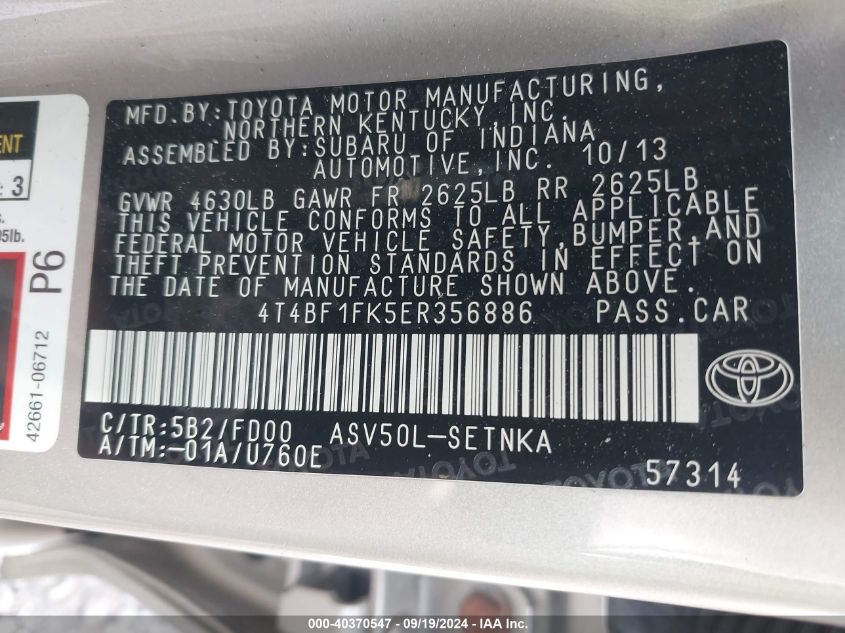 ENT
: 3
s.
05lb.
P6
42661-06712
MFD.BY:TOYOTA MOTOR MANUFACTURING,
NORTHERN KENTUCKY, INC.
ASSEMBLED BY:SUBARU OF INDIANA
AUTOMOTIVE,INC. 10/13
GVWR 4630LB GAWR FR 2625LB RR 2625LB
THIS VEHICLE CONFORMS TO ALL APPLICABLE
FEDERAL MOTOR VEHICLE SAFETY,BUMPER,AND
THEFT PREVENTION STANDARDS IN EFFECT ON
THE DATE OF MANUFACTURE SHOWN ABOVE.
4T4BF1FK5ER356886 PASS.CAR
C/TR:5B2/FD00 ASV50L-SETNKA
A/TM:-01A/U760E
57314
000-40370547 - 09/19/2024 - IAA Inc.